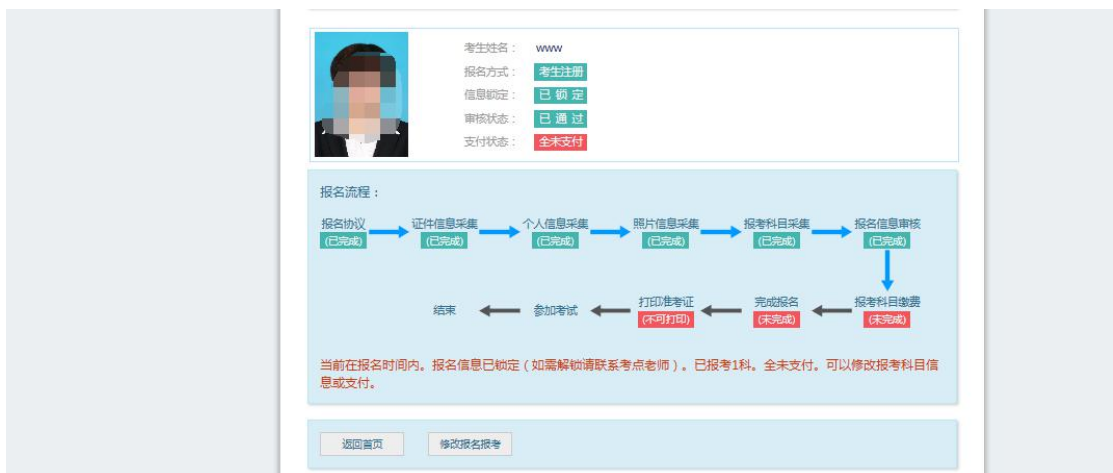 考生姓名： www
报名方式： 考生注册
信息锁定： 已 锁 定
审核状态： 已 通 过
支付状态： 全未支付
报名流程：
报名协议 证件信息采集 个人信息采集 照片信息采集 报考科目采集 报名信息审核
(已完成) (已完成) (已完成) (已完成) (已完成) (已完成)
结束 参加考试 打印准考证 完成报名 报考科目缴费
(不可打印) (未完成) (未完成)
当前在报名时间内。报名信息已锁定（如需解锁请联系考点老师）。已报考1科。全未支付。可以修改报考科目信
息或支付。
返回首页 修改报名报考